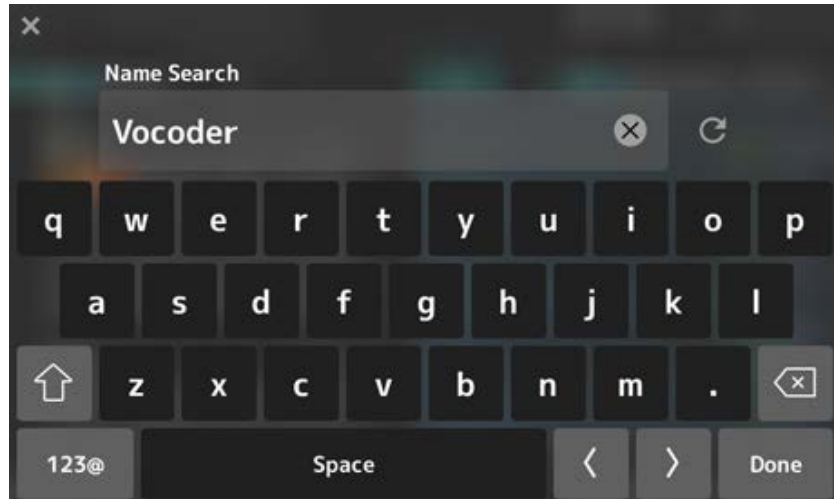 Name Search
Vocoder
q w e r t y u i o p
a s d f g h j k l
z x c v b n m .
123@ Space Done